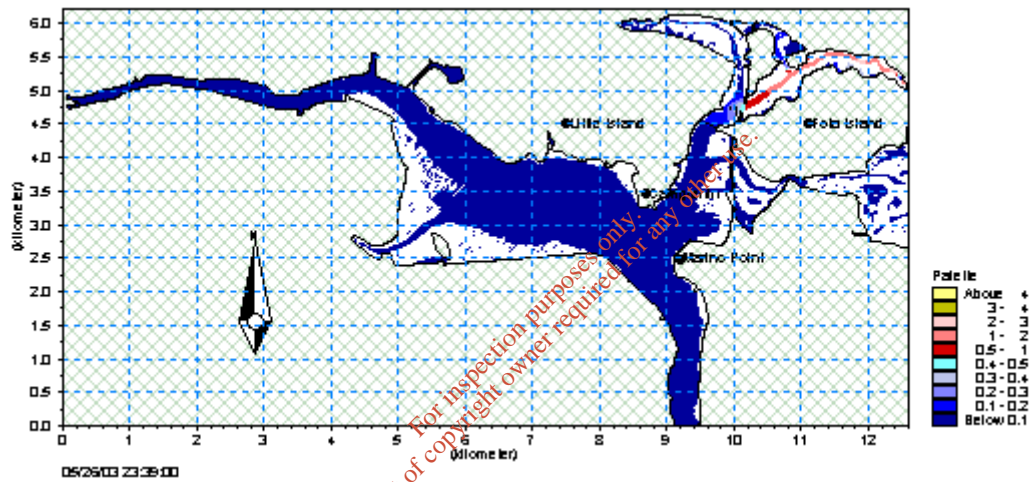 (kilometer)
6.0
5.5
5.0
4.5
4.0
3.5
3.0
2.5
2.0
1.5
1.0
0.5
0.0
0 1 2 3 4 5 6 7 8 9 10 11 12
(kilometer)
Little Island
Fota Island
Marino Point
For inspection purposes only.
of copyright owner required for any other use.
Palette
Above 4
3 - 4
2 - 3
1 - 2
0.5 - 1
0.4 - 0.5
0.3 - 0.4
0.2 - 0.3
0.1 - 0.2
Below 0.1
05/26/03 23:39:00